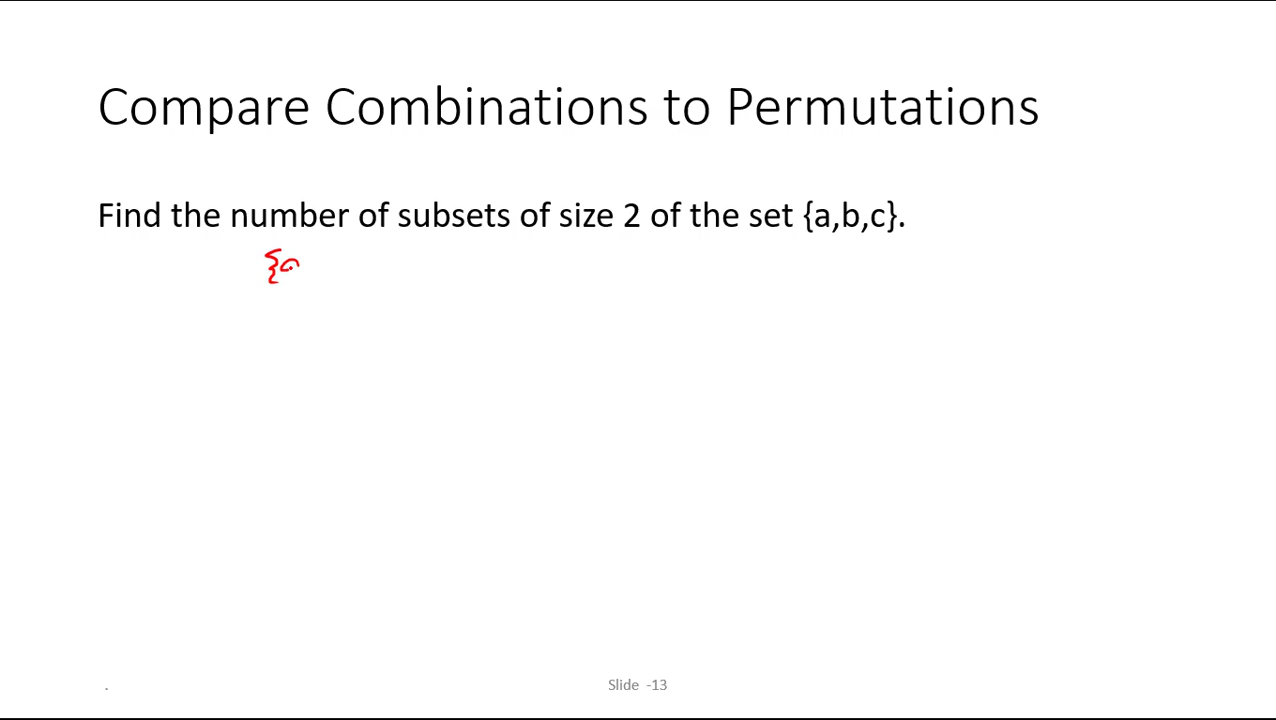 Compare Combinations to Permutations
Find the number of subsets of size 2 of the set {a,b,c}.
{a
. Slide -13